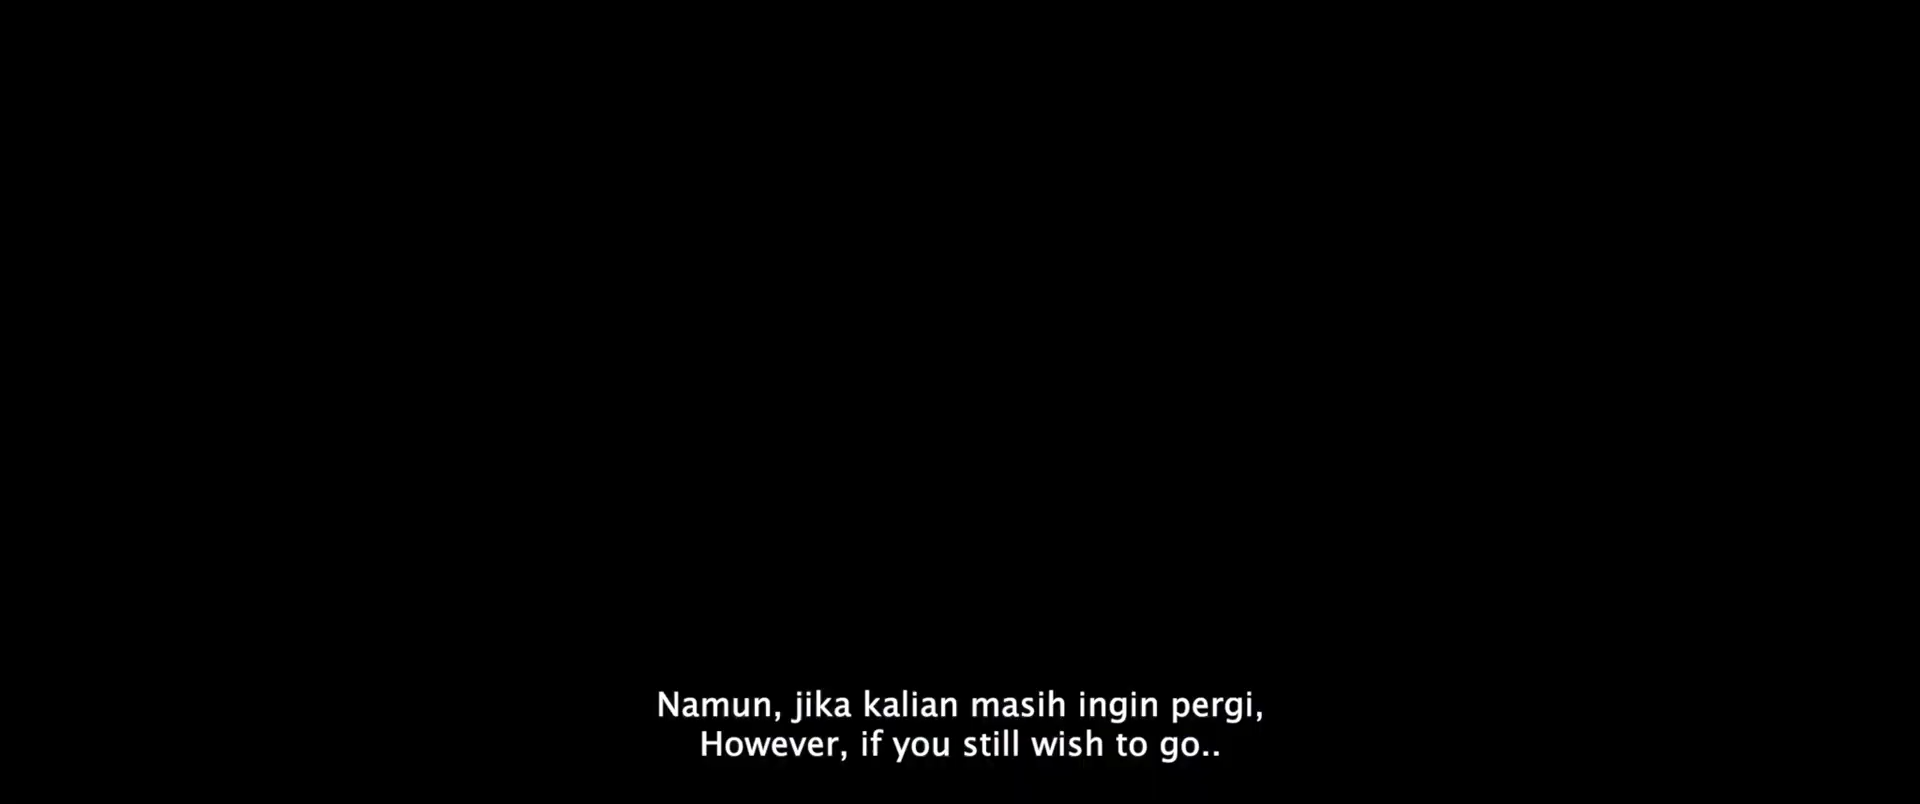 Namun, jika kalian masih ingin pergi,
However, if you still wish to go..